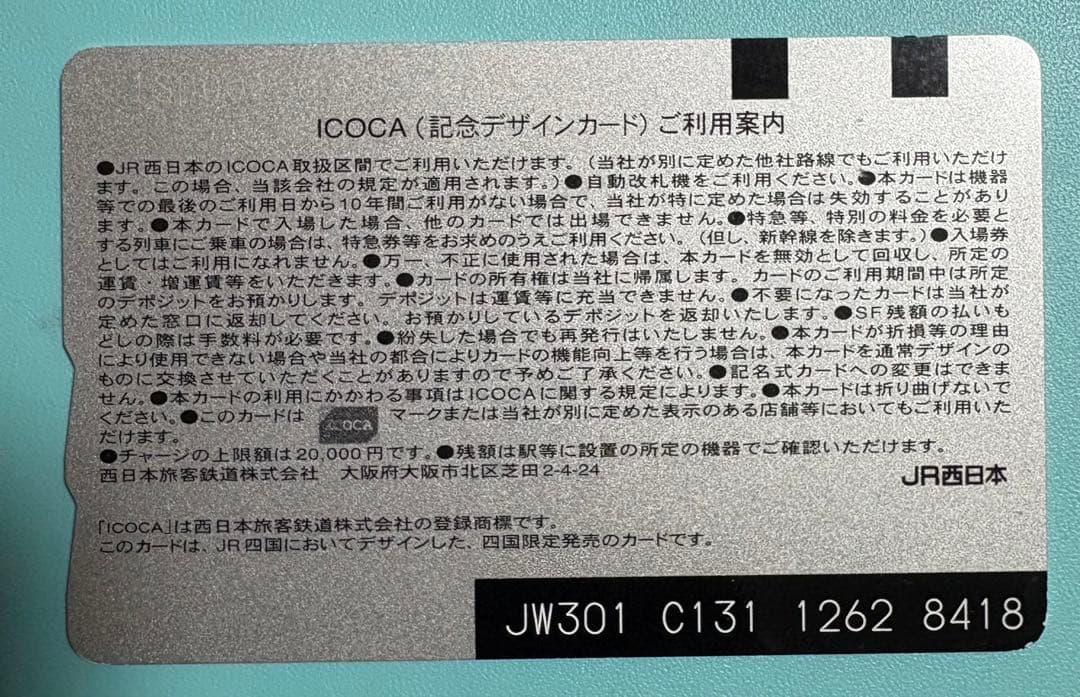 ICOCA（記念デザインカード）ご利用案内
●JR西日本のICOCA取扱区間でご利用いただけます。（当社が別に定めた他社路線でもご利用いただけ
ます。この場合、当該会社の規定が適用されます。）●自動改札機をご利用ください。●本カードは機器
等での最後のご利用日から10年間ご利用がない場合で、当社が特に定めた場合は失効することがあり
ます。●本カードで入場した場合、他のカードでは出場できません。●特急等、特別の料金を必要と
する列車にご乗車の場合は、特急券等をお求めのうえご利用ください。（但し、新幹線を除きます。）●入場券
としてはご利用になれません。●万一、不正に使用された場合は、本カードを無効として回収し、所定の
運賃・増運賃等をいただきます。●カードの所有権は当社に帰属します。カードのご利用期間中は所定
のデポジットをお預かりします。デポジットは運賃等に充当できません。●不要になったカードは当社が
定めた窓口に返却してください。お預かりしているデポジットを返却いたします。●SF残額の払いも
どしの際は手数料が必要です。●紛失した場合でも再発行はいたしません。●本カードが折損等の理由
により使用できない場合や当社の都合によりカードの機能向上等を行う場合は、本カードを通常デザインの
ものに交換させていただくことがありますので予めご了承ください。●記名式カードへの変更はできま
せん。●本カードの利用にかかわる事項はICOCAに関する規定によります。●本カードは折り曲げないで
ください。●このカードは ICOCA マークまたは当社が別に定めた表示のある店舗等においてもご利用いた
だけます。
●チャージの上限額は20,000円です。●残額は駅等に設置の所定の機器でご確認いただけます。
西日本旅客鉄道株式会社 大阪府大阪市北区芝田2-4-24
JR西日本
「ICOCA」は西日本旅客鉄道株式会社の登録商標です。
このカードは、JR四国においてデザインした、四国限定発売のカードです。
JW301 C131 1262 8418